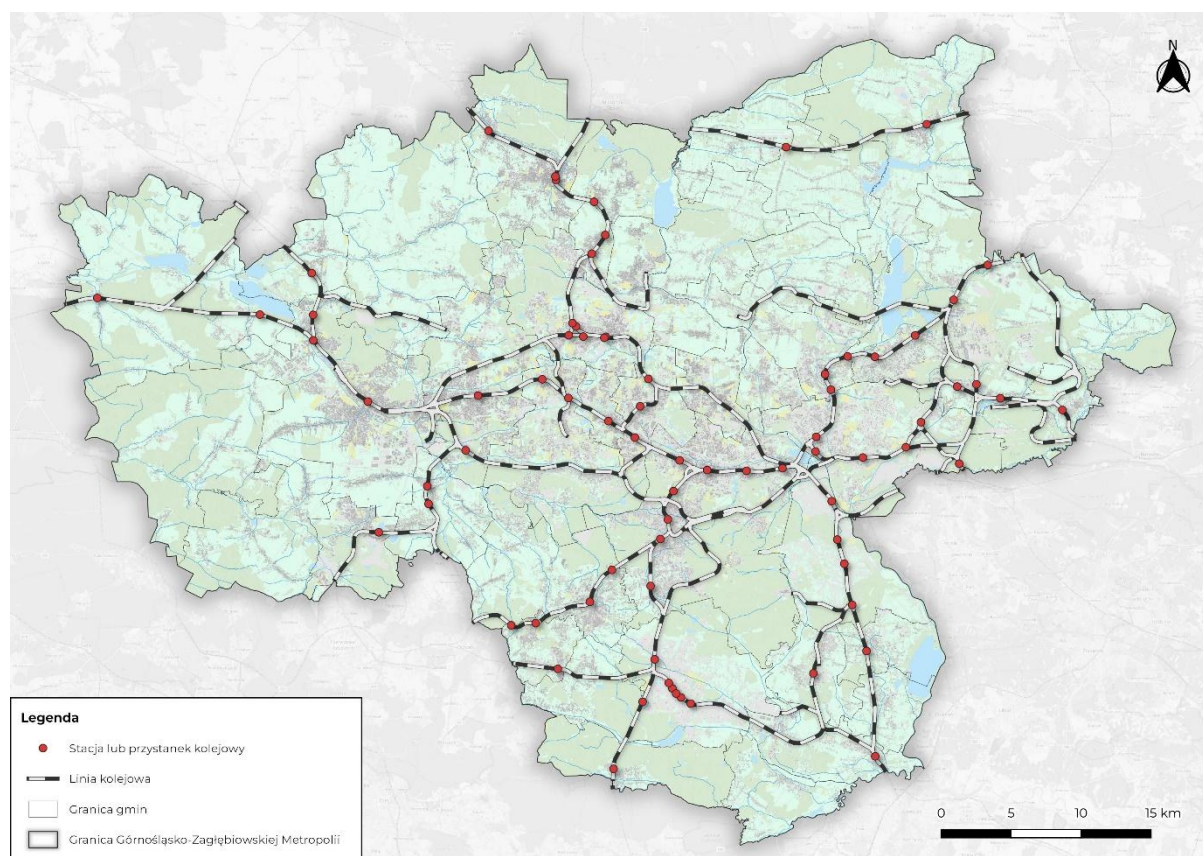 N
Legenda
Stacja lub przystanek kolejowy
Linia kolejowa
Granica gmin
Granica Górnośląsko-Zagłębiowskiej Metropolii
0 5 10 15 km